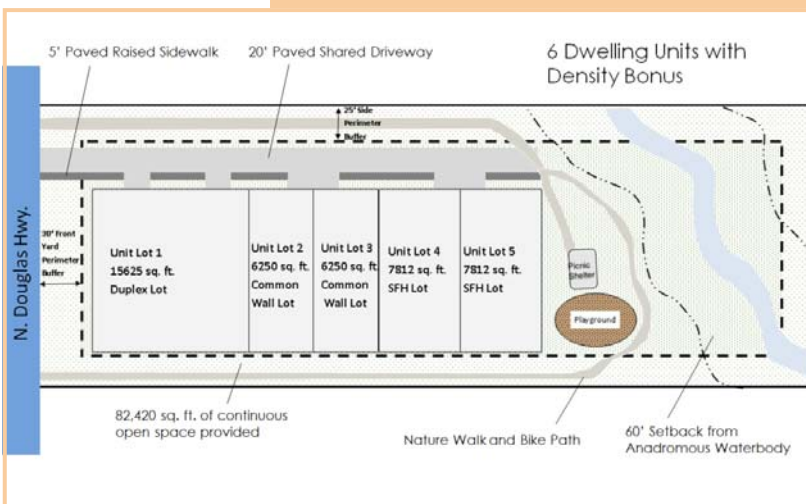 5' Paved Raised Sidewalk
20' Paved Shared Driveway
6 Dwelling Units with
Density Bonus
25' Side
Perimeter
Buffer
N. Douglas Hwy.
30' Front
Yard
Perimeter
Buffer
Unit Lot 1
15625 sq. ft.
Duplex Lot
Unit Lot 2
6250 sq. ft.
Common
Wall Lot
Unit Lot 3
6250 sq. ft.
Common
Wall Lot
Unit Lot 4
7812 sq. ft.
SFH Lot
Unit Lot 5
7812 sq. ft.
SFH Lot
Picnic
Shelter
Playground
82,420 sq. ft. of continuous
open space provided
Nature Walk and Bike Path
60' Setback from
Anadromous Waterbody